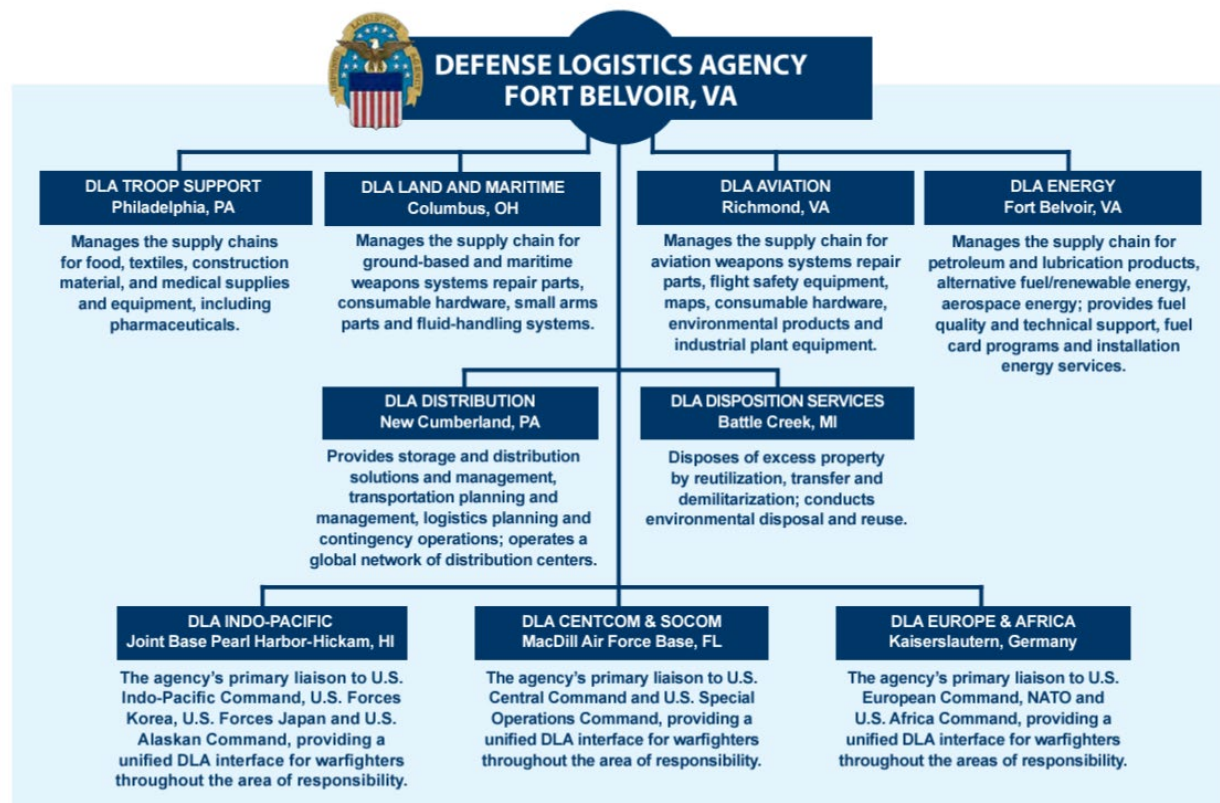 DEFENSE LOGISTICS AGENCY
FORT BELVOIR, VA
DLA TROOP SUPPORT
Philadelphia, PA
Manages the supply chains
for food, textiles, construction
material, and medical supplies
and equipment, including
pharmaceuticals.
DLA LAND AND MARITIME
Columbus, OH
Manages the supply chain for
ground-based and maritime
weapons systems repair parts,
consumable hardware, small arms
parts and fluid-handling systems.
DLA AVIATION
Richmond, VA
Manages the supply chain for
aviation weapons systems repair
parts, flight safety equipment,
maps, consumable hardware,
environmental products and
industrial plant equipment.
DLA ENERGY
Fort Belvoir, VA
Manages the supply chain for
petroleum and lubrication products,
alternative fuel/renewable energy,
aerospace energy; provides fuel
quality and technical support, fuel
card programs and installation
energy services.
DLA DISTRIBUTION
New Cumberland, PA
Provides storage and distribution
solutions and management,
transportation planning and
management, logistics planning and
contingency operations; operates a
global network of distribution centers.
DLA DISPOSITION SERVICES
Battle Creek, MI
Disposes of excess property
by reutilization, transfer and
demilitarization; conducts
environmental disposal and reuse.
DLA INDO-PACIFIC
Joint Base Pearl Harbor-Hickam, HI
The agency's primary liaison to U.S.
Indo-Pacific Command, U.S. Forces
Korea, U.S. Forces Japan and U.S.
Alaskan Command, providing a
unified DLA interface for warfighters
throughout the area of responsibility.
DLA CENTCOM & SOCOM
MacDill Air Force Base, FL
The agency's primary liaison to U.S.
Central Command and U.S. Special
Operations Command, providing a
unified DLA interface for warfighters
throughout the area of responsibility.
DLA EUROPE & AFRICA
Kaiserslautern, Germany
The agency's primary liaison to U.S.
European Command, NATO and
U.S. Africa Command, providing a
unified DLA interface for warfighters
throughout the areas of responsibility.